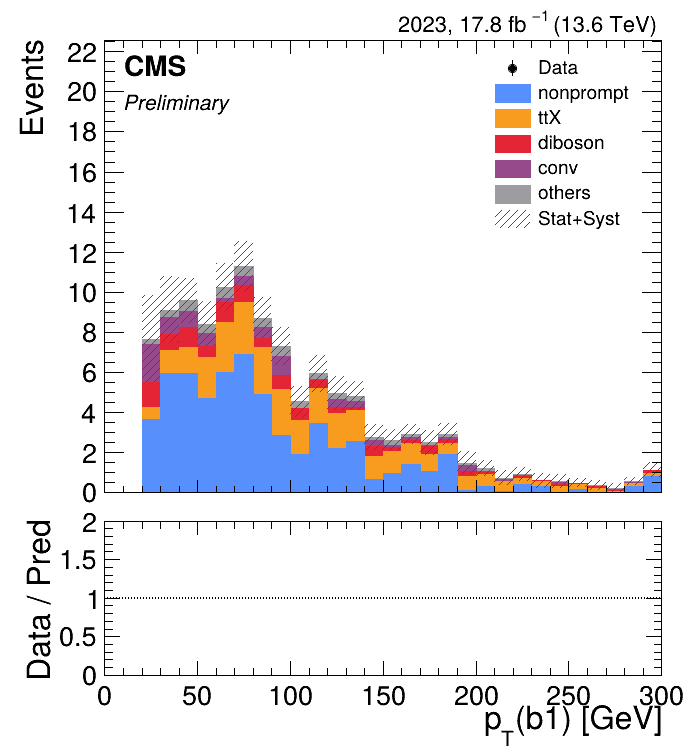 2023, 17.8 fb⁻¹ (13.6 TeV)
Events
22
20
18
16
14
12
10
8
6
4
2
0
CMS
Preliminary
Data
nonprompt
ttX
diboson
conv
others
Stat+Syst
Data / Pred
2
1.5
1
0.5
0
0 50 100 150 200 250 300
p_T(b1) [GeV]